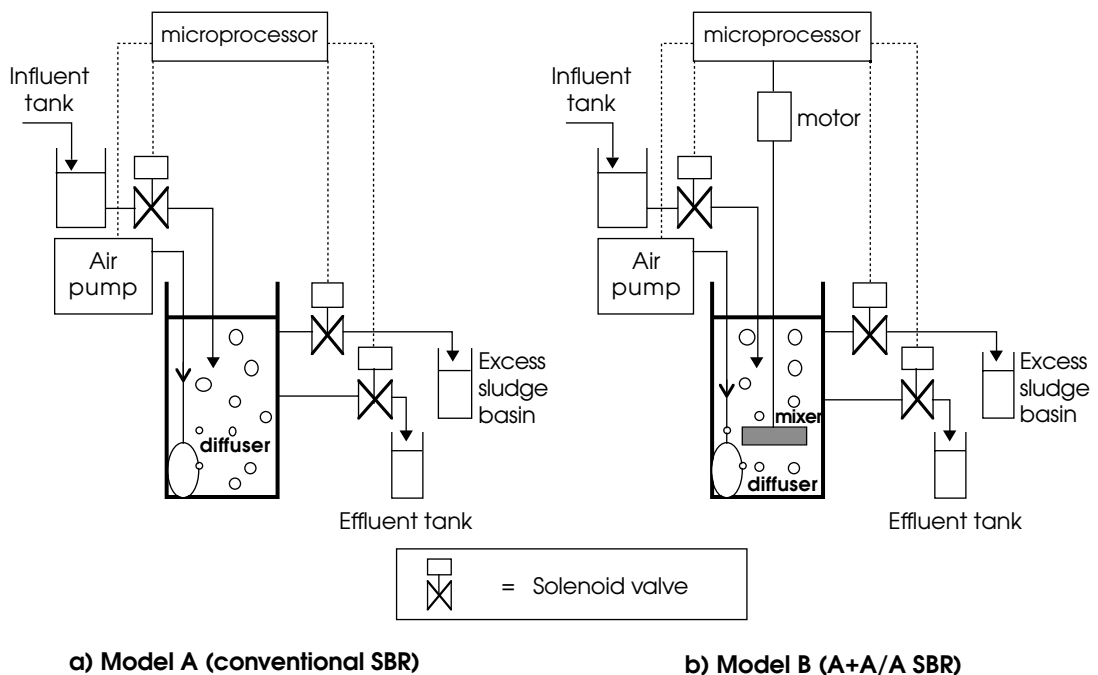 microprocessor
Influent
tank
Air
pump
diffuser
Excess
sludge
basin
Effluent tank
microprocessor
Influent
tank
motor
Air
pump
mixer
diffuser
Excess
sludge
basin
Effluent tank
= Solenoid valve
a) Model A (conventional SBR)
b) Model B (A+A/A SBR)